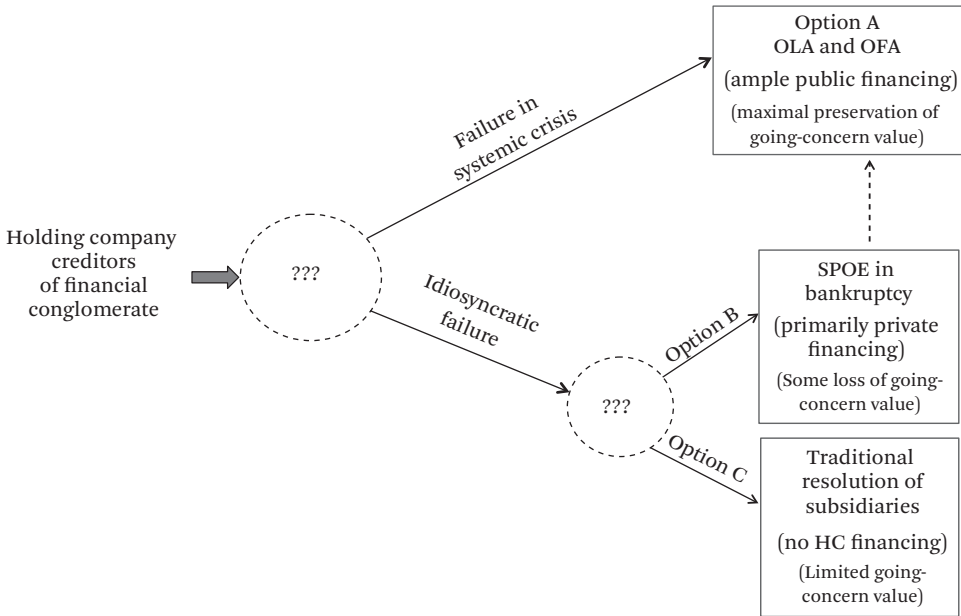 Holding company
creditors
of financial
conglomerate
???
Failure in
systemic crisis
Idiosyncratic
failure
???
Option B
Option C
Option A
OLA and OFA
(ample public financing)
(maximal preservation of
going-concern value)
SPOE in
bankruptcy
(primarily private
financing)
(Some loss of going-
concern value)
Traditional
resolution of
subsidiaries
(no HC financing)
(Limited going-
concern value)